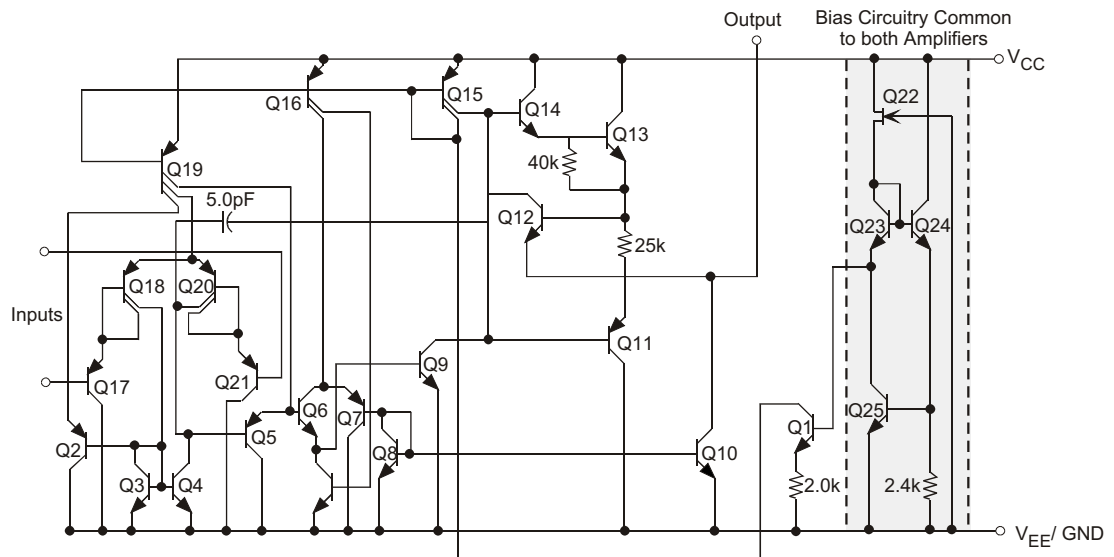 Output
Bias Circuitry Common
to both Amplifiers
VCC
Q22
Q16
Q15
Q14
Q13
40k
Q19
5.0pF
Q12
Q23
Q24
25k
Q18
Q20
Inputs
Q11
Q9
Q17
Q21
Q25
Q6
Q7
Q1
Q2
Q5
Q8
Q10
Q3
Q4
2.0k
2.4k
VEE/ GND